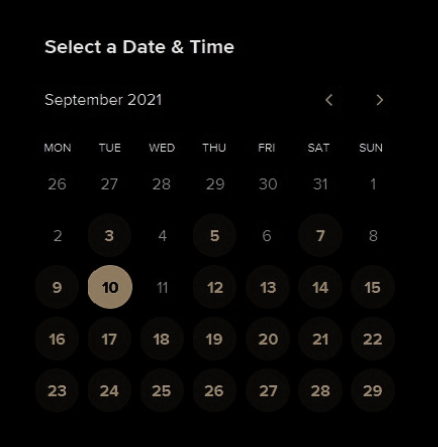 Select a Date & Time
September 2021
MON TUE WED THU FRI SAT SUN
26 27 28 29 30 31 1
2 3 4 5 6 7 8
9 10 11 12 13 14 15
16 17 18 19 20 21 22
23 24 25 26 27 28 29